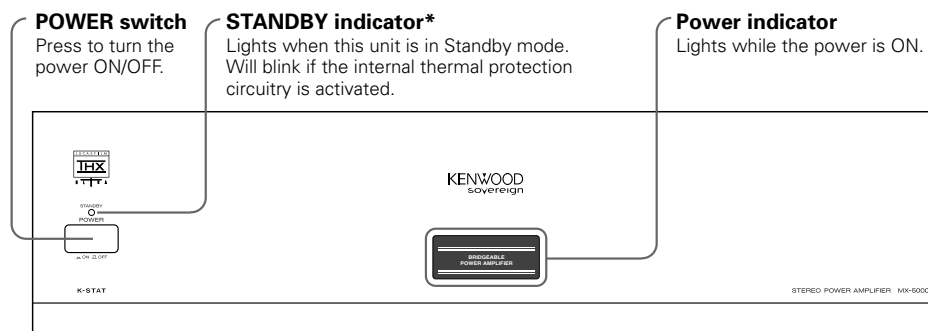 POWER switch
Press to turn the
power ON/OFF.
STANDBY indicator*
Lights when this unit is in Standby mode.
Will blink if the internal thermal protection
circuitry is activated.
Power indicator
Lights while the power is ON.
THX
KENWOOD
sovereign
STANDBY
POWER
ON OFF
BRIDGEABLE
POWER AMPLIFIER
K-STAT
STEREO POWER AMPLIFIER MX-5000